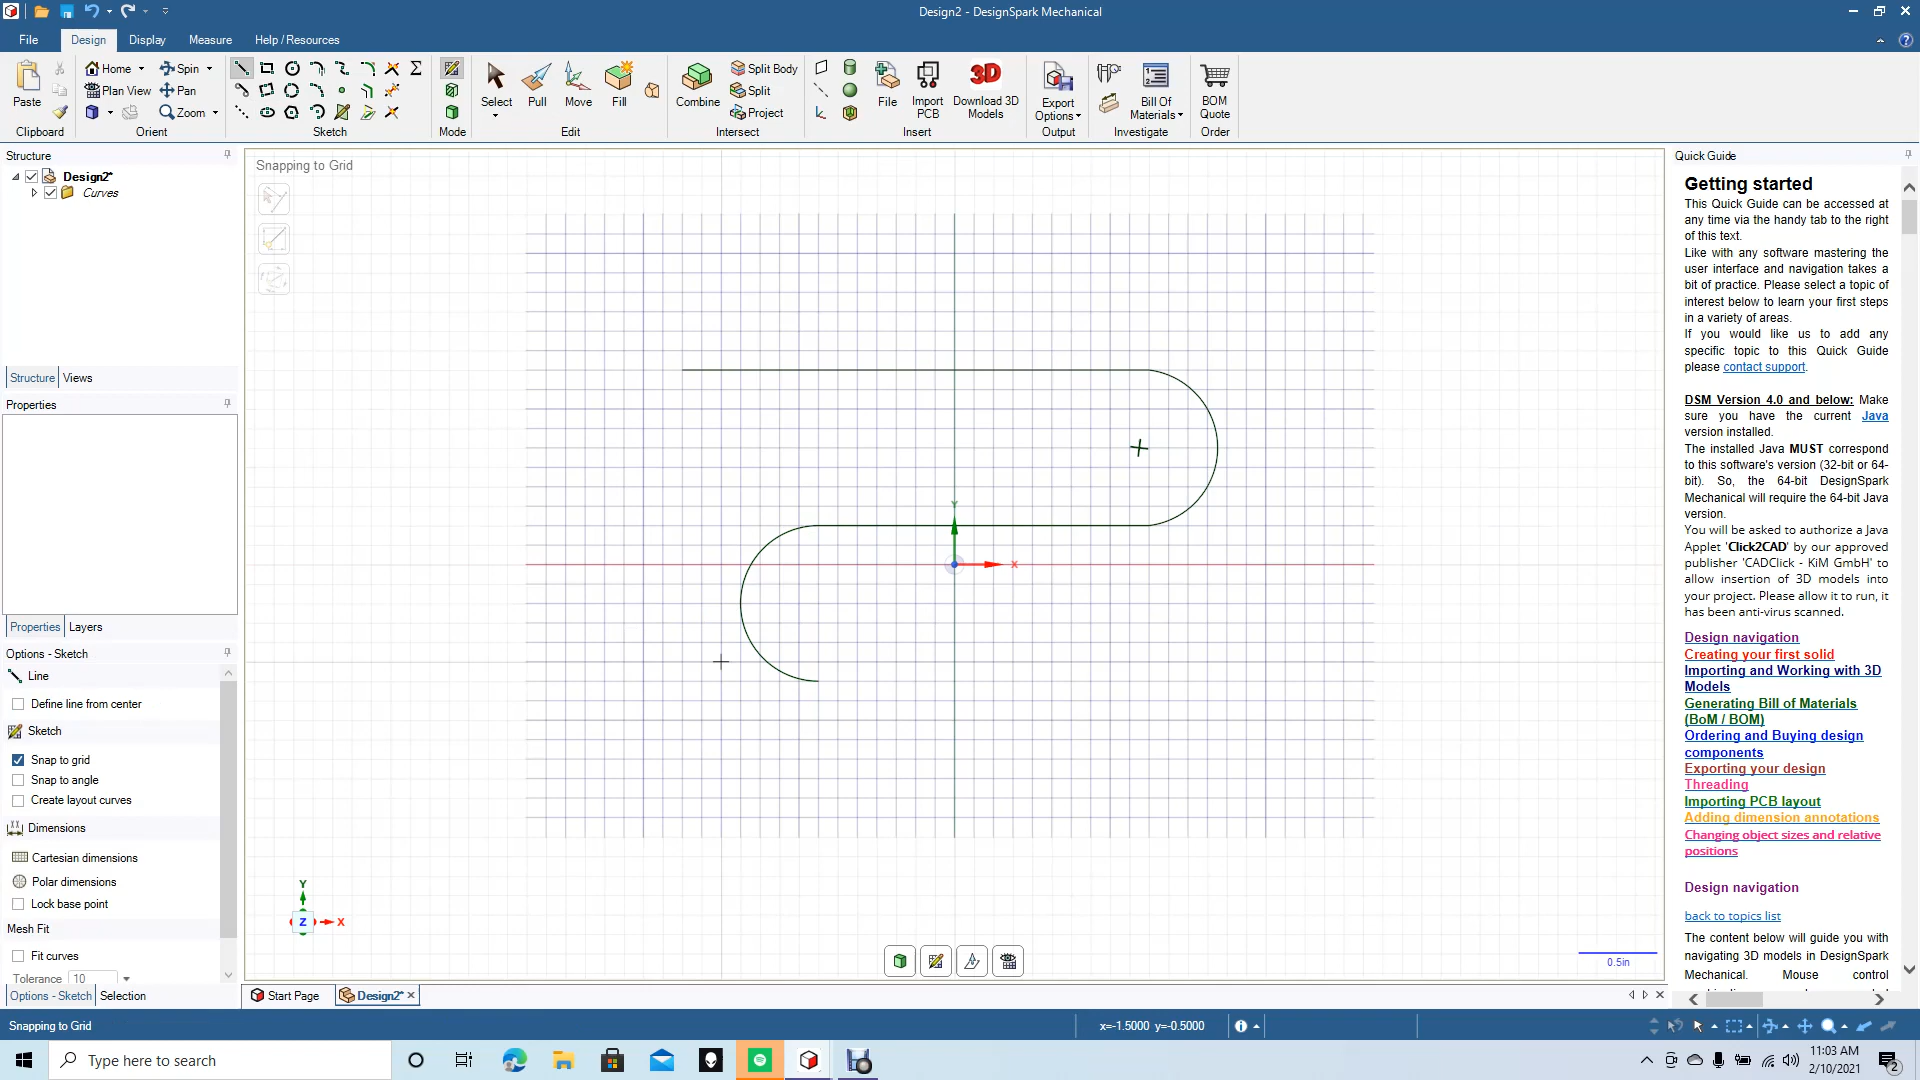 Design2 - DesignSpark Mechanical
File Design Display Measure Help / Resources
Paste
Clipboard
Home Spin
Plan View Pan
Zoom
Orient
Sketch
Mode
Select Pull Move Fill
Edit
Combine
Split Body
Split
Project
Intersect
File
Import PCB
3D
Download 3D Models
Insert
Export Options
Output
Bill Of Materials
Investigate
BOM Quote
Order
Structure
Design2*
Curves
Structure Views
Properties
Properties Layers
Options - Sketch
Line
Define line from center
Sketch
Snap to grid
Snap to angle
Create layout curves
Dimensions
Cartesian dimensions
Polar dimensions
Lock base point
Mesh Fit
Fit curves
Tolerance 10
Options - Sketch Selection
Snapping to Grid
Y
X
Y
Z X
0.5in
Start Page Design2*
Quick Guide
Getting started
This Quick Guide can be accessed at
any time via the handy tab to the right
of this text.
Like with any software mastering the
user interface and navigation takes a
bit of practice. Please select a topic of
interest below to learn your first steps
in a variety of areas.
If you would like us to add any
specific topic to this Quick Guide
please contact support.
DSM Version 4.0 and below: Make
sure you have the current Java
version installed.
The installed Java MUST correspond
to this software's version (32-bit or 64-
bit). So, the 64-bit DesignSpark
Mechanical will require the 64-bit Java
version.
You will be asked to authorize a Java
Applet 'Click2CAD' by our approved
publisher 'CADClick - KiM GmbH' to
allow insertion of 3D models into
your project. Please allow it to run, it
has been anti-virus scanned.
Design navigation
Creating your first solid
Importing and Working with 3D
Models
Generating Bill of Materials
(BoM / BOM)
Ordering and Buying design
components
Exporting your design
Threading
Importing PCB layout
Adding dimension annotations
Changing object sizes and relative
positions
Design navigation
back to topics list
The content below will guide you with
navigating 3D models in DesignSpark
Mechanical. Mouse control
Snapping to Grid
x=-1.5000 y=-0.5000
Type here to search
11:03 AM
2/10/2021
2